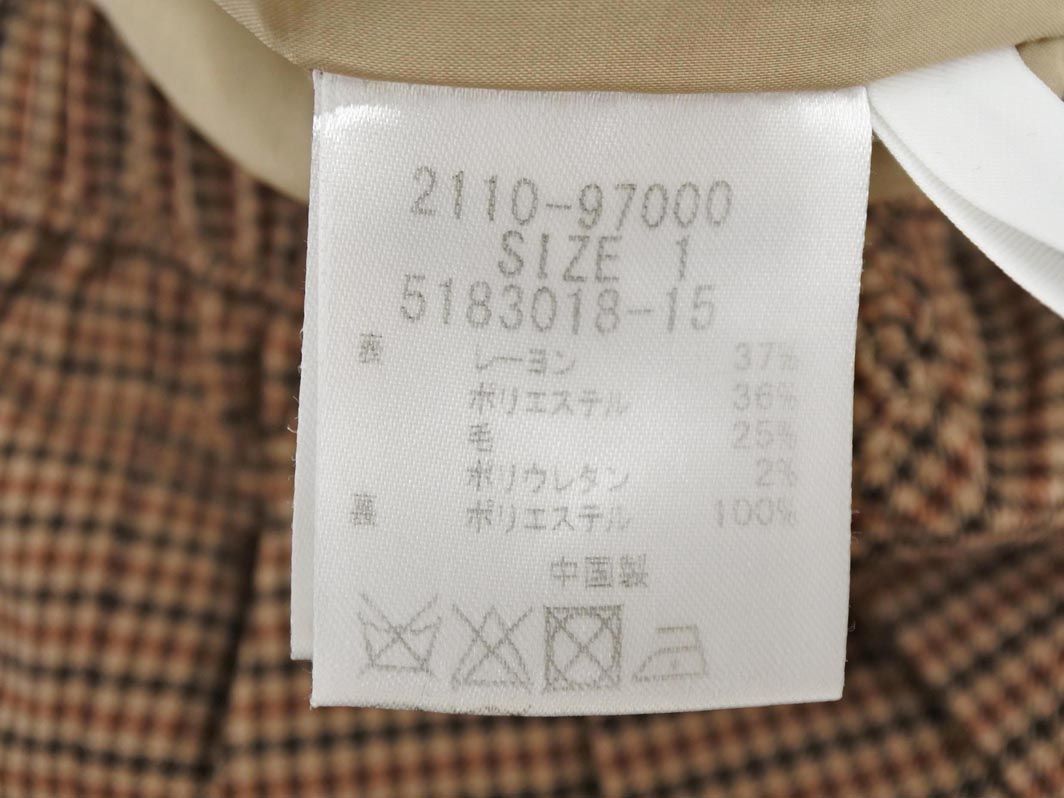 2110-97000
SIZE 1
5183018-15
表 レーヨン 37%
ポリエステル 36%
毛 25%
ポリウレタン 2%
裏 ポリエステル 100%
中国製